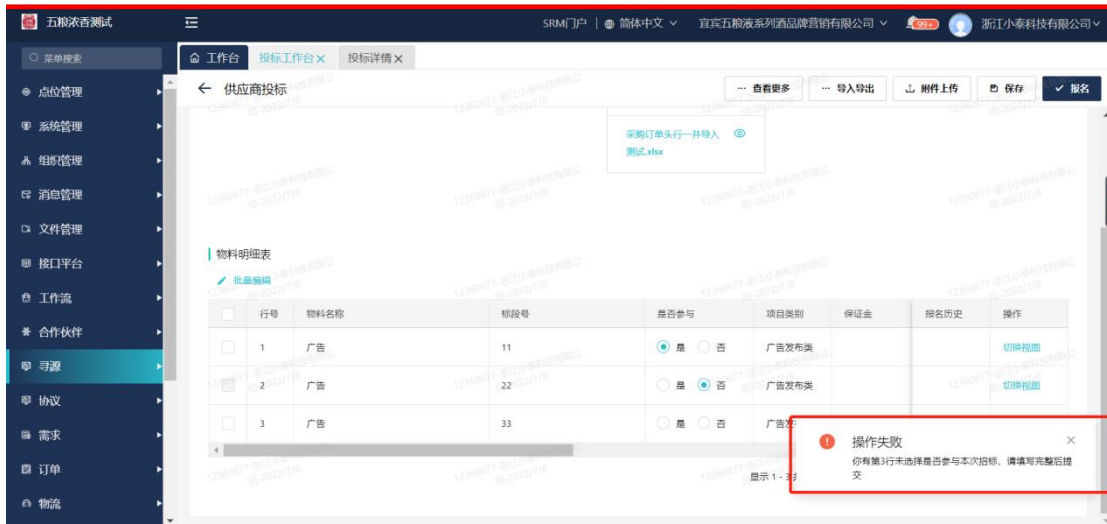 五粮浓香测试 SRM门户 | 简体中文 宜宾五粮液系列酒品牌营销有限公司 99+ 浙江小泰科技有限公司
菜单搜索 工作台 投标工作台 × 投标详情 ×
点位管理
系统管理
组织管理
消息管理
文件管理
接口平台
工作流
合作伙伴
寻源
协议
需求
订单
物流
← 供应商投标 ··· 查看更多 ··· 导入导出 附件上传 保存 报名
采购订单头行一并导入
测试.xlsx
物料明细表
批量编辑
行号 物料名称 标段号 是否参与 项目类别 保证金 报名历史 操作
1 广告 11 是 否 广告发布类 切换视图
2 广告 22 是 否 广告发布类 切换视图
3 广告 33 是 否 广告发
显示 1 - 3
操作失败 ×
你有第3行未选择是否参与本次招标，请填写完整后提
交